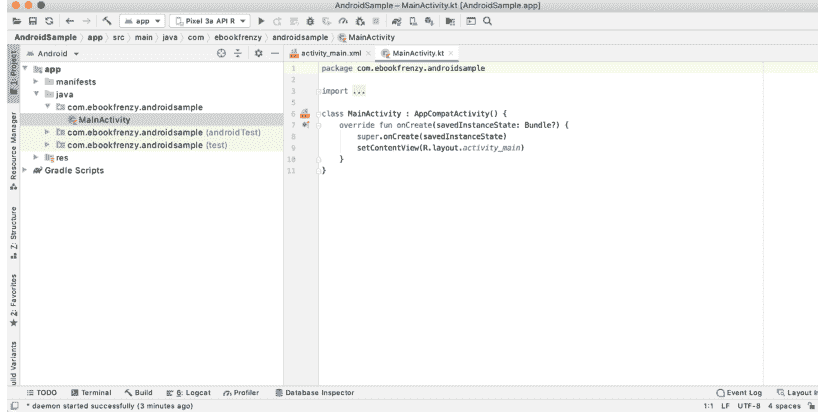 AndroidSample – MainActivity.kt [AndroidSample.app]
app Pixel 3a API R
AndroidSample app src main java com ebookfrenzy androidsample MainActivity
Android
activity_main.xml MainActivity.kt
1: Project
Resource Manager
Z: Structure
2: Favorites
uild Variants
app
manifests
java
com.ebookfrenzy.androidsample
MainActivity
com.ebookfrenzy.androidsample (androidTest)
com.ebookfrenzy.androidsample (test)
res
Gradle Scripts
1 package com.ebookfrenzy.androidsample
2
3 import ...
5
6 class MainActivity : AppCompatActivity() {
7 override fun onCreate(savedInstanceState: Bundle?) {
8 super.onCreate(savedInstanceState)
9 setContentView(R.layout.activity_main)
10 }
11 }
TODO Terminal Build 6: Logcat Profiler Database Inspector Event Log Layout I
* daemon started successfully (3 minutes ago) 1:1 LF UTF-8 4 spaces